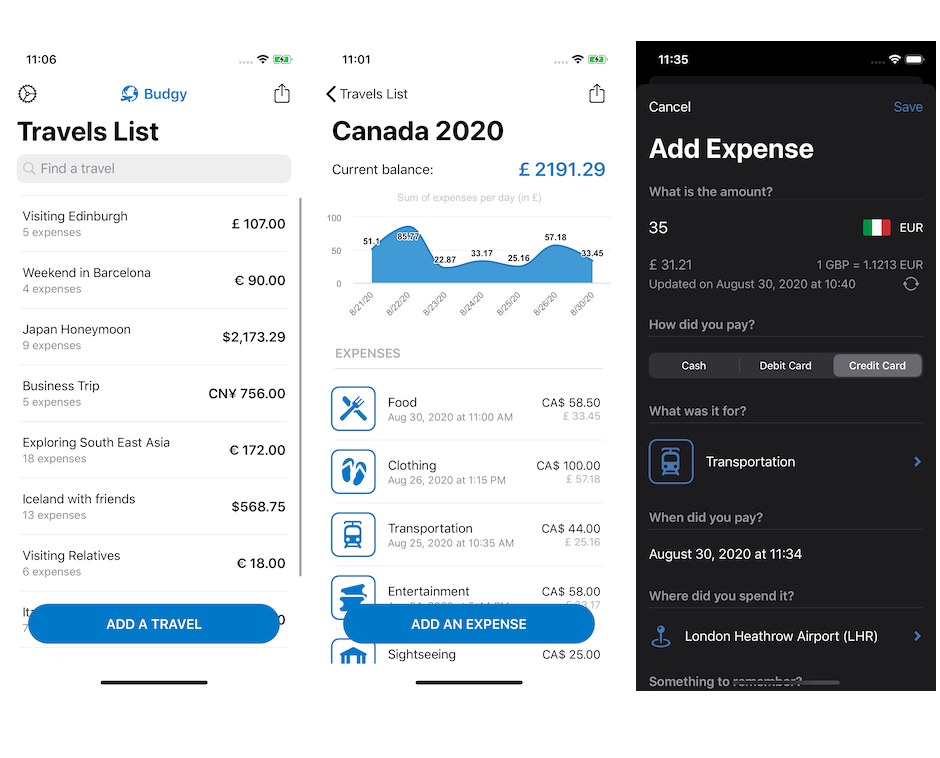 11:06
Budgy
Travels List
Find a travel
Visiting Edinburgh
5 expenses
£ 107.00
Weekend in Barcelona
4 expenses
€ 90.00
Japan Honeymoon
9 expenses
$2,173.29
Business Trip
5 expenses
CN¥ 756.00
Exploring South East Asia
18 expenses
€ 172.00
Iceland with friends
13 expenses
$568.75
Visiting Relatives
6 expenses
€ 18.00
ADD A TRAVEL
11:01
Travels List
Canada 2020
Current balance:
£ 2191.29
Sum of expenses per day (in £)
100
50
0
51.1
85.77
22.87
33.17
25.16
57.18
33.45
8/21/20
8/22/20
8/23/20
8/24/20
8/25/20
8/26/20
8/30/20
EXPENSES
Food
Aug 30, 2020 at 11:00 AM
CA$ 58.50
£ 33.45
Clothing
Aug 26, 2020 at 1:15 PM
CA$ 100.00
£ 57.18
Transportation
Aug 25, 2020 at 10:35 AM
CA$ 44.00
£ 25.16
Entertainment
CA$ 58.00
ADD AN EXPENSE
Sightseeing
CA$ 25.00
11:35
Cancel
Save
Add Expense
What is the amount?
35
EUR
£ 31.21
1 GBP = 1.1213 EUR
Updated on August 30, 2020 at 10:40
How did you pay?
Cash
Debit Card
Credit Card
What was it for?
Transportation
When did you pay?
August 30, 2020 at 11:34
Where did you spend it?
London Heathrow Airport (LHR)
Something to remember?